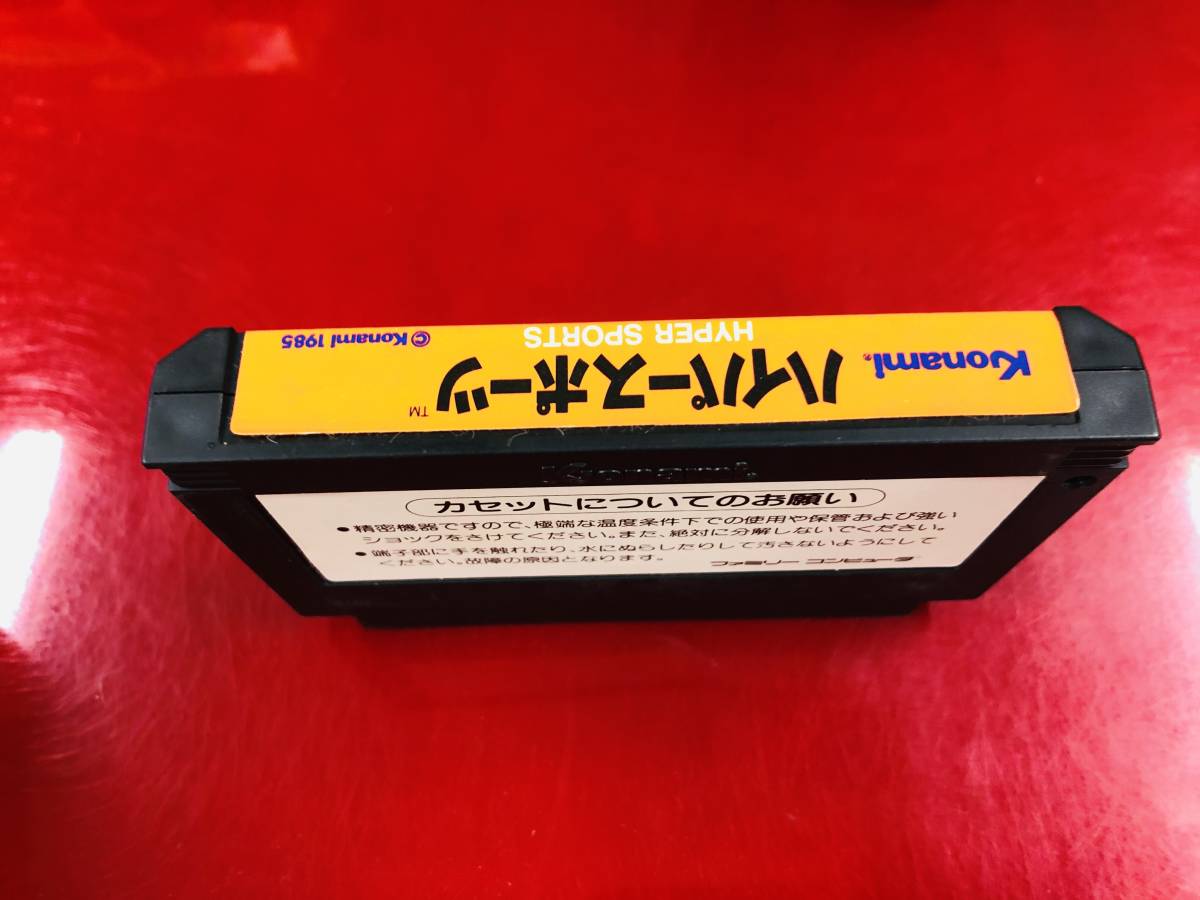 Konami
ハイパースポーツ™
HYPER SPORTS
© Konami 1985
Konami
カセットについてのお願い
●精密機器ですので、極端な温度条件下での使用や保管および強い
ショックをさけてください。また、絶対に分解しないでください。
●端子部に手を触れたり、水にぬらしたりして汚さないようにして
ください。故障の原因となります。
ファミリー コンピュータ